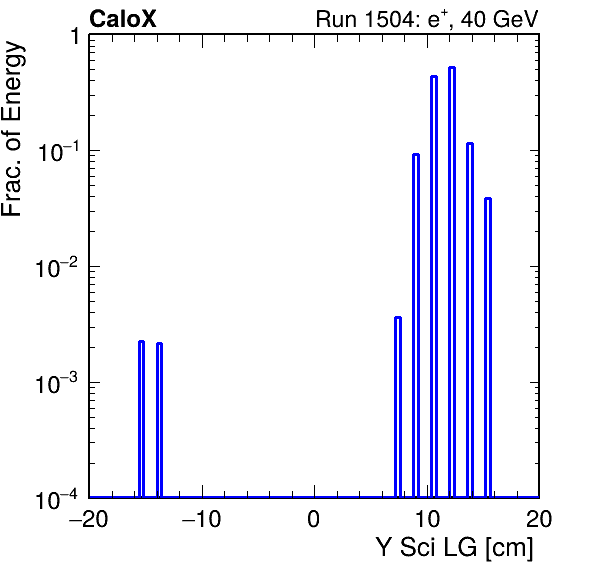 CaloX Run 1504: e⁺, 40 GeV
Frac. of Energy
1
10⁻¹
10⁻²
10⁻³
10⁻⁴
−20 −10 0 10 20
Y Sci LG [cm]